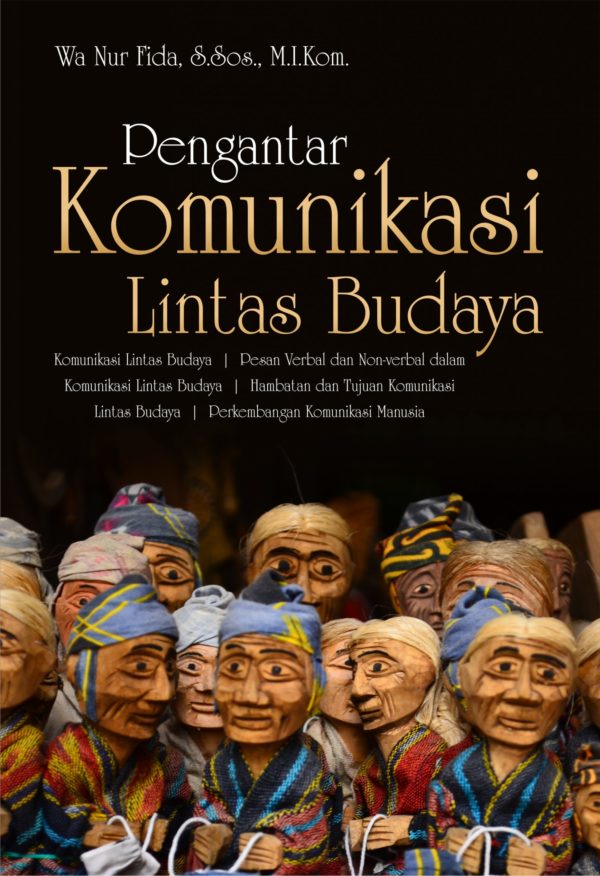 Wa Nur Fida, S.Sos., M.I.Kom.
Pengantar
Komunikasi
Lintas Budaya
Komunikasi Lintas Budaya | Pesan Verbal dan Non-verbal dalam
Komunikasi Lintas Budaya | Hambatan dan Tujuan Komunikasi
Lintas Budaya | Perkembangan Komunikasi Manusia